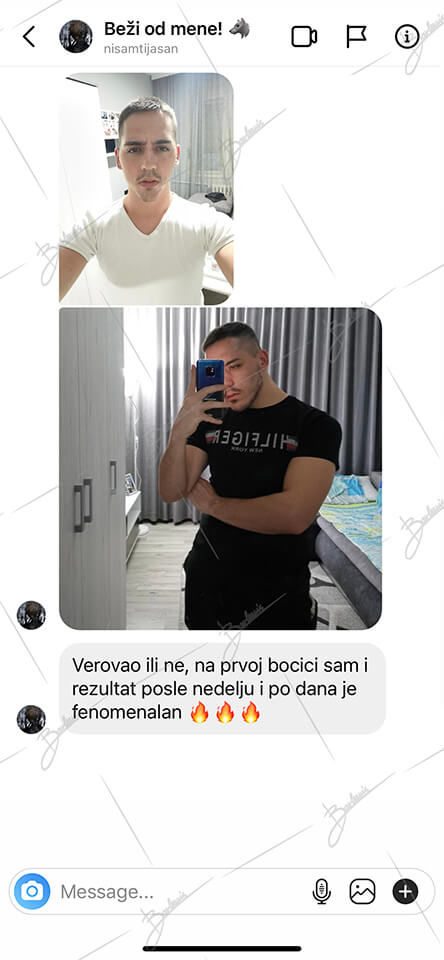 Beži od mene! 🐺
nisamtijasan
HILFIGER
NEW YORK
Verovao ili ne, na prvoj bocici sam i
rezultat posle nedelju i po dana je
fenomenalan 🔥🔥🔥
Message...